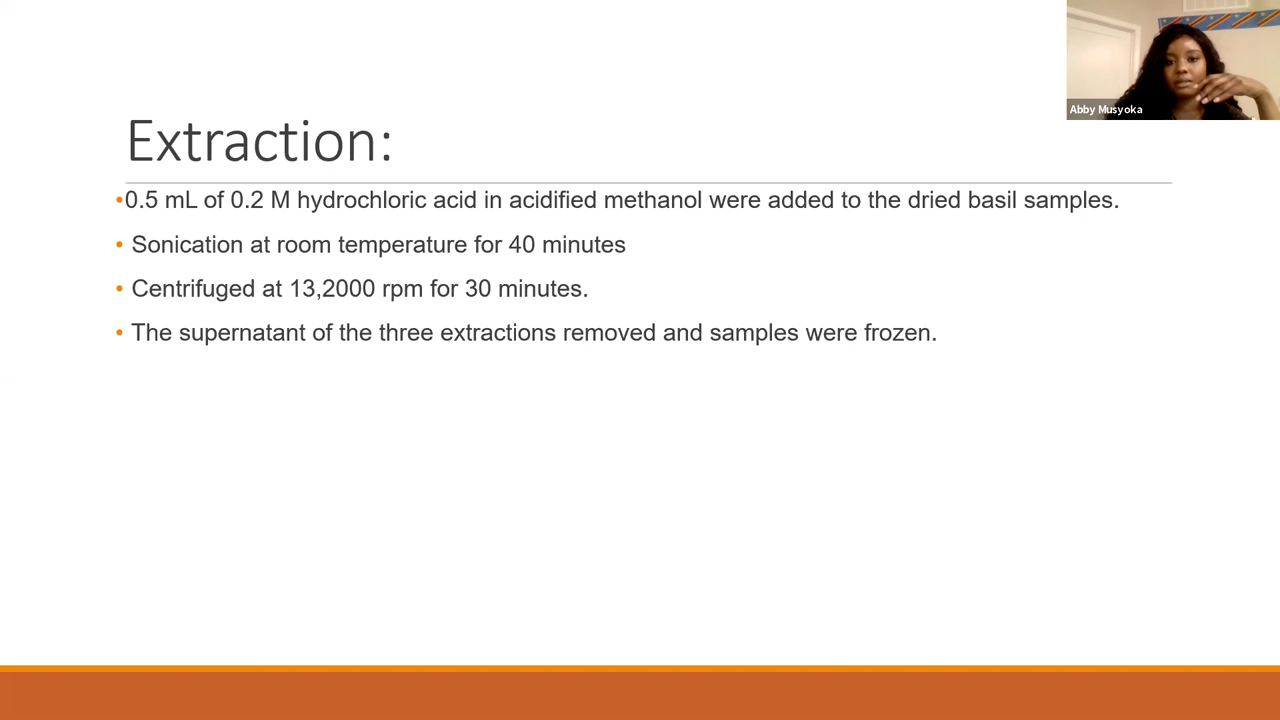 Abby Musyoka
Extraction:
•0.5 mL of 0.2 M hydrochloric acid in acidified methanol were added to the dried basil samples.
• Sonication at room temperature for 40 minutes
• Centrifuged at 13,2000 rpm for 30 minutes.
• The supernatant of the three extractions removed and samples were frozen.